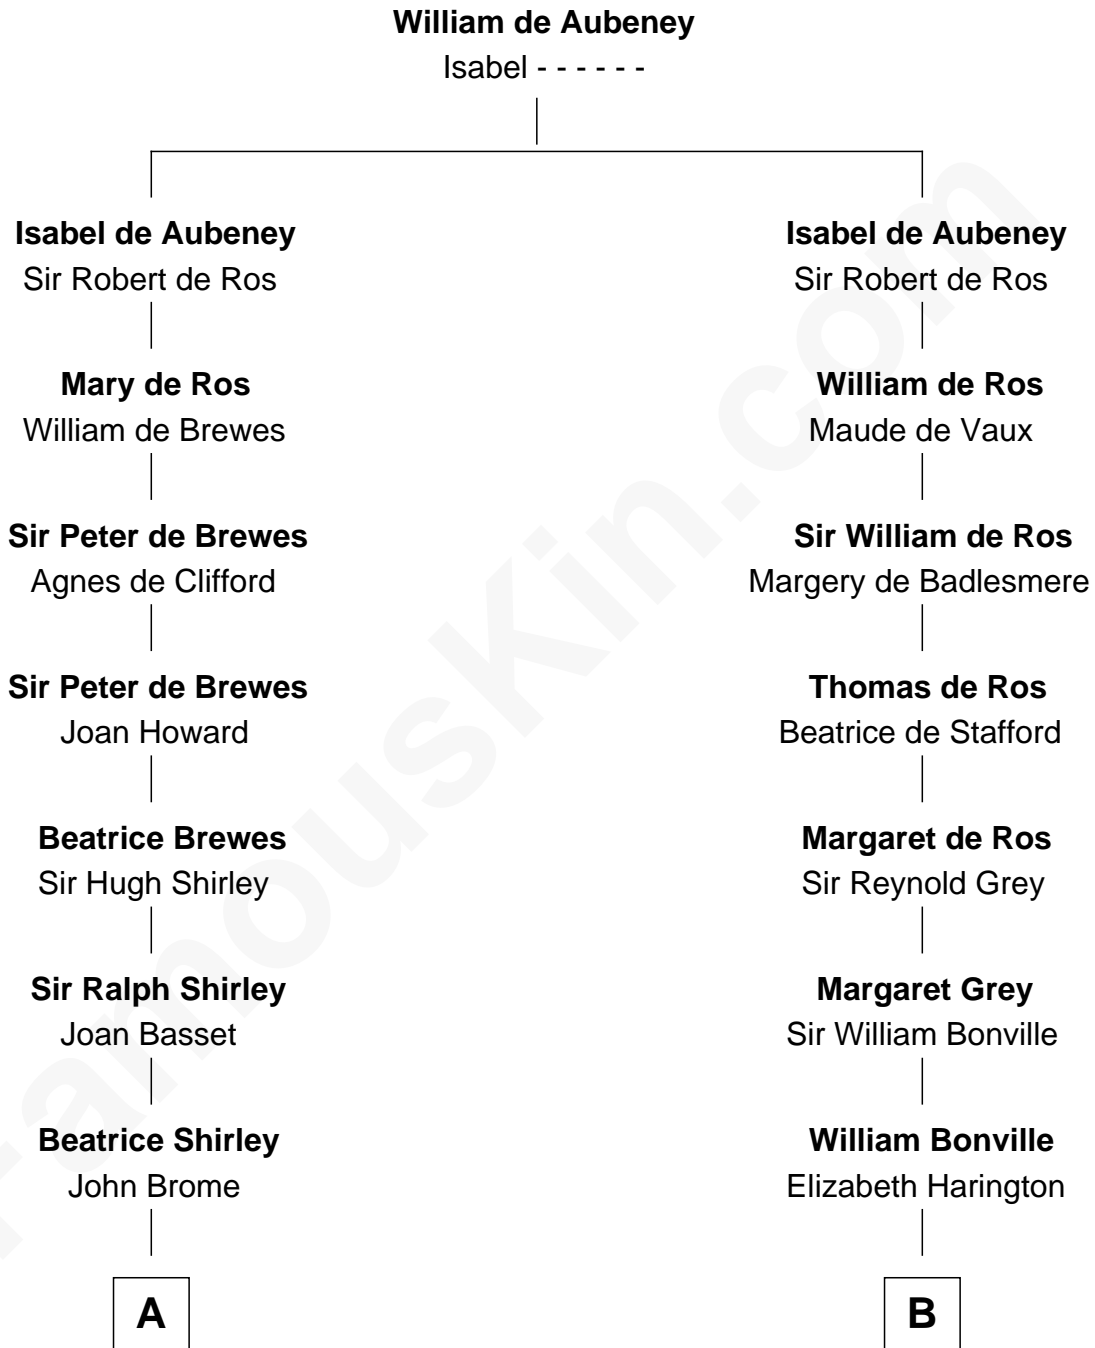 William de Aubeney
Isabel - - - - - -
Isabel de Aubeney
Sir Robert de Ros
Isabel de Aubeney
Sir Robert de Ros
Mary de Ros
William de Brewes
William de Ros
Maude de Vaux
Sir Peter de Brewes
Agnes de Clifford
Sir William de Ros
Margery de Badlesmere
Sir Peter de Brewes
Joan Howard
Thomas de Ros
Beatrice de Stafford
Beatrice Brewes
Sir Hugh Shirley
Margaret de Ros
Sir Reynold Grey
Sir Ralph Shirley
Joan Basset
Margaret Grey
Sir William Bonville
Beatrice Shirley
John Brome
William Bonville
Elizabeth Harington
A
B
FamousKin.com